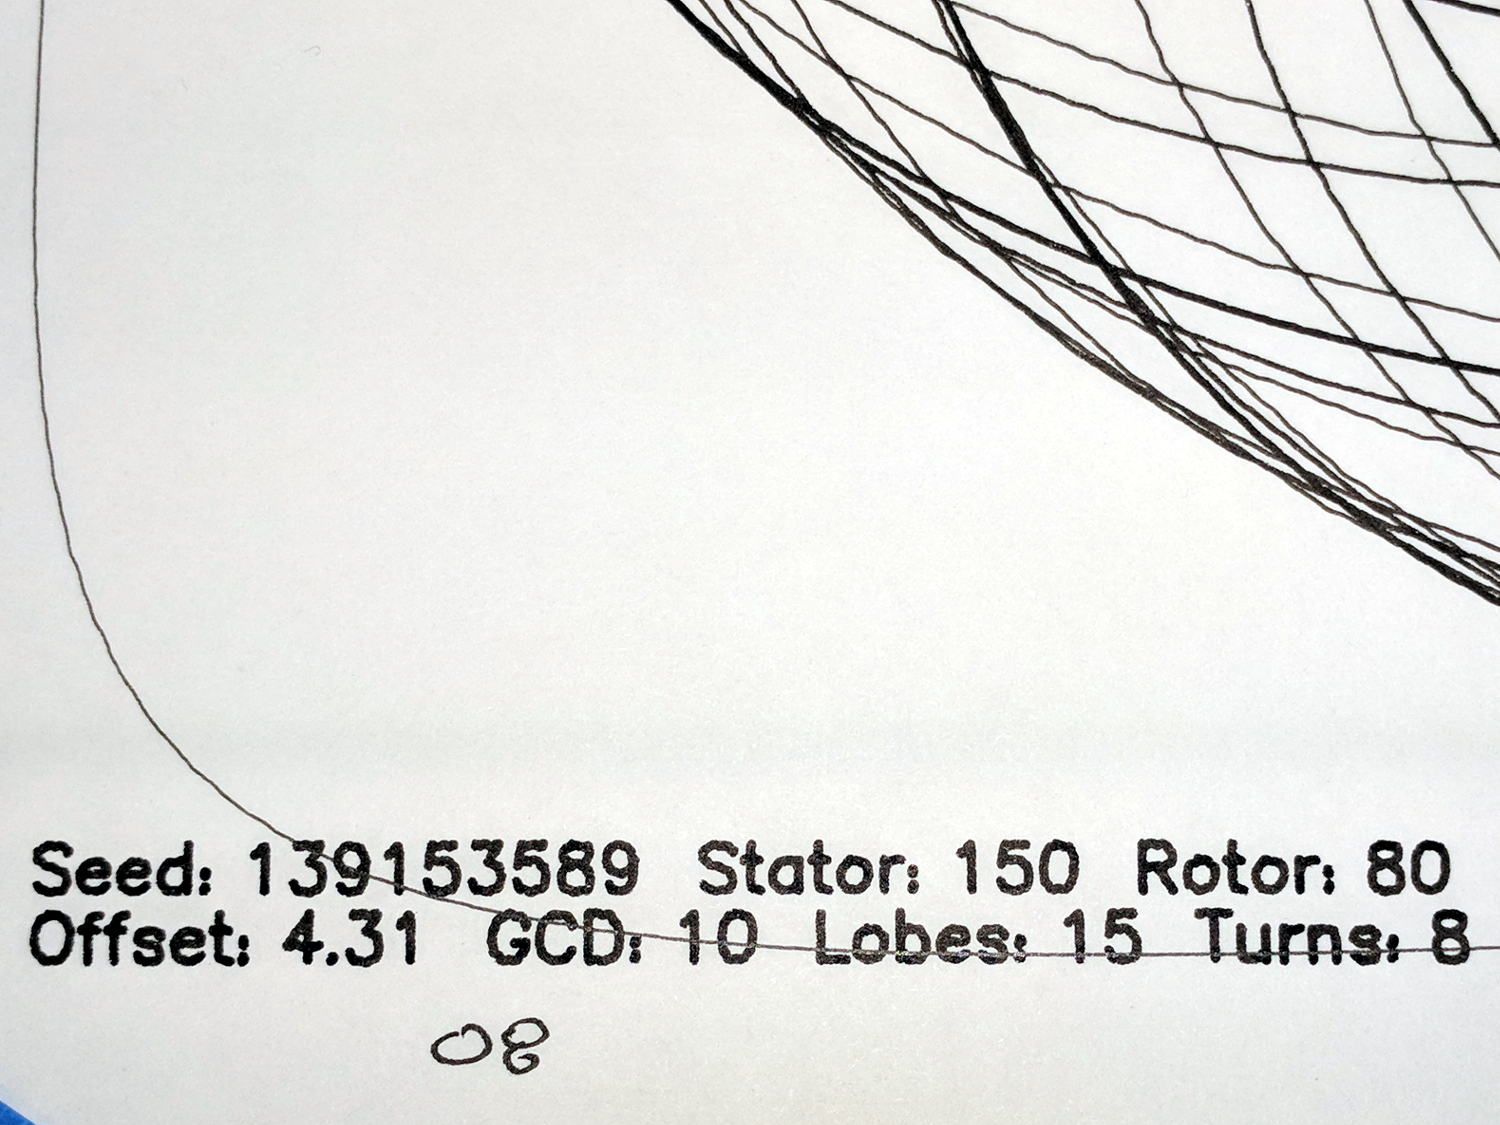 Seed: 139153589 Stator: 150 Rotor: 80
Offset: 4.31 GCD: 10 Lobes: 15 Turns: 8
08